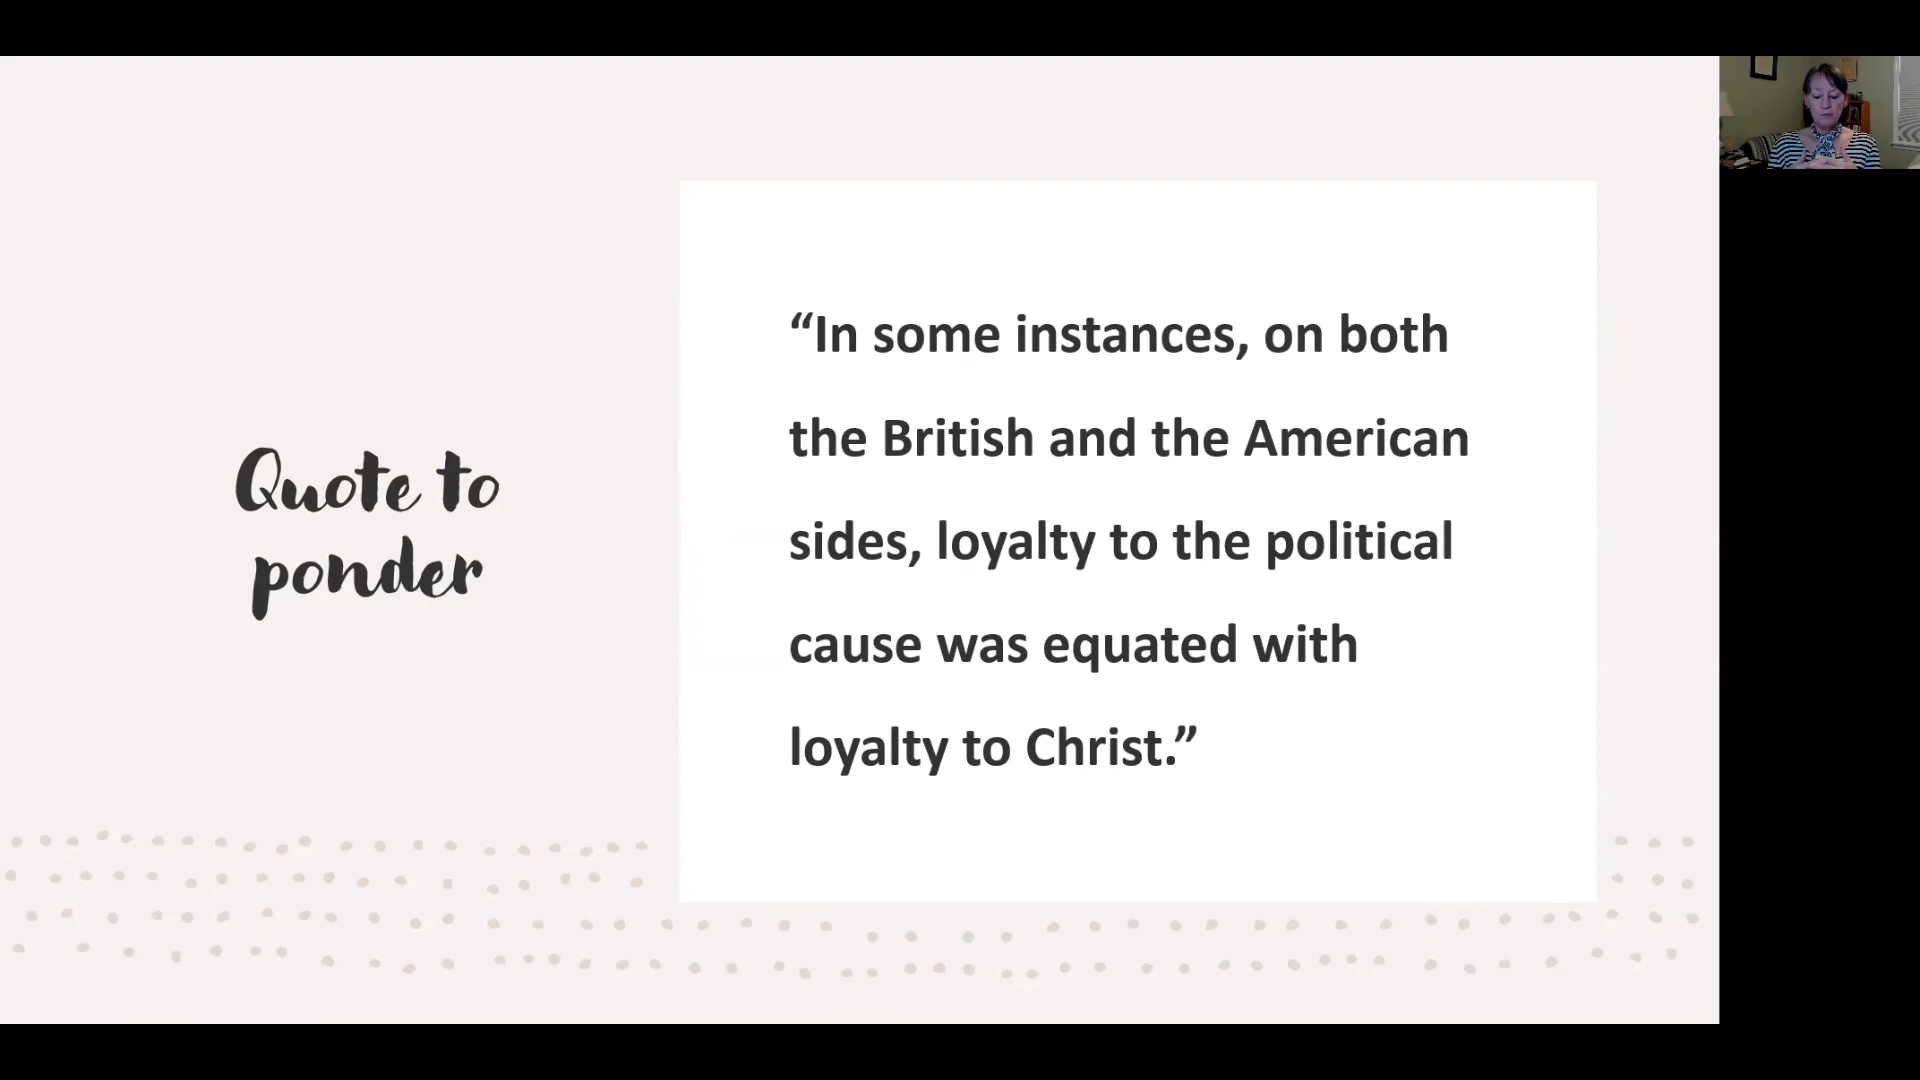 Quote to
ponder
“In some instances, on both
the British and the American
sides, loyalty to the political
cause was equated with
loyalty to Christ.”